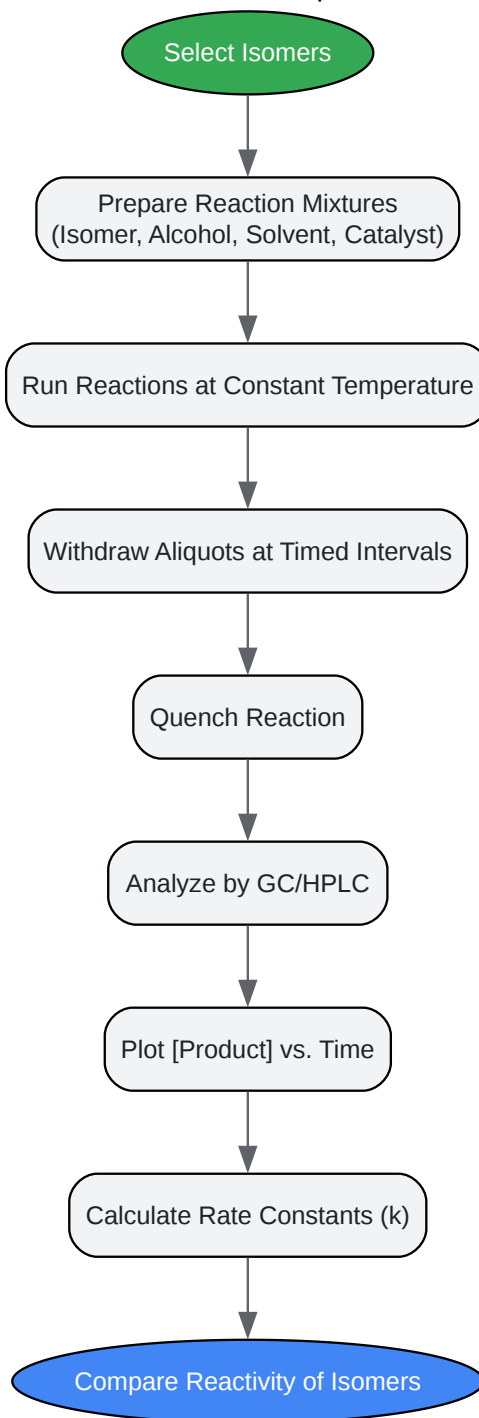 Select Isomers
Prepare Reaction Mixtures
(Isomer, Alcohol, Solvent, Catalyst)
Run Reactions at Constant Temperature
Withdraw Aliquots at Timed Intervals
Quench Reaction
Analyze by GC/HPLC
Plot [Product] vs. Time
Calculate Rate Constants (k)
Compare Reactivity of Isomers